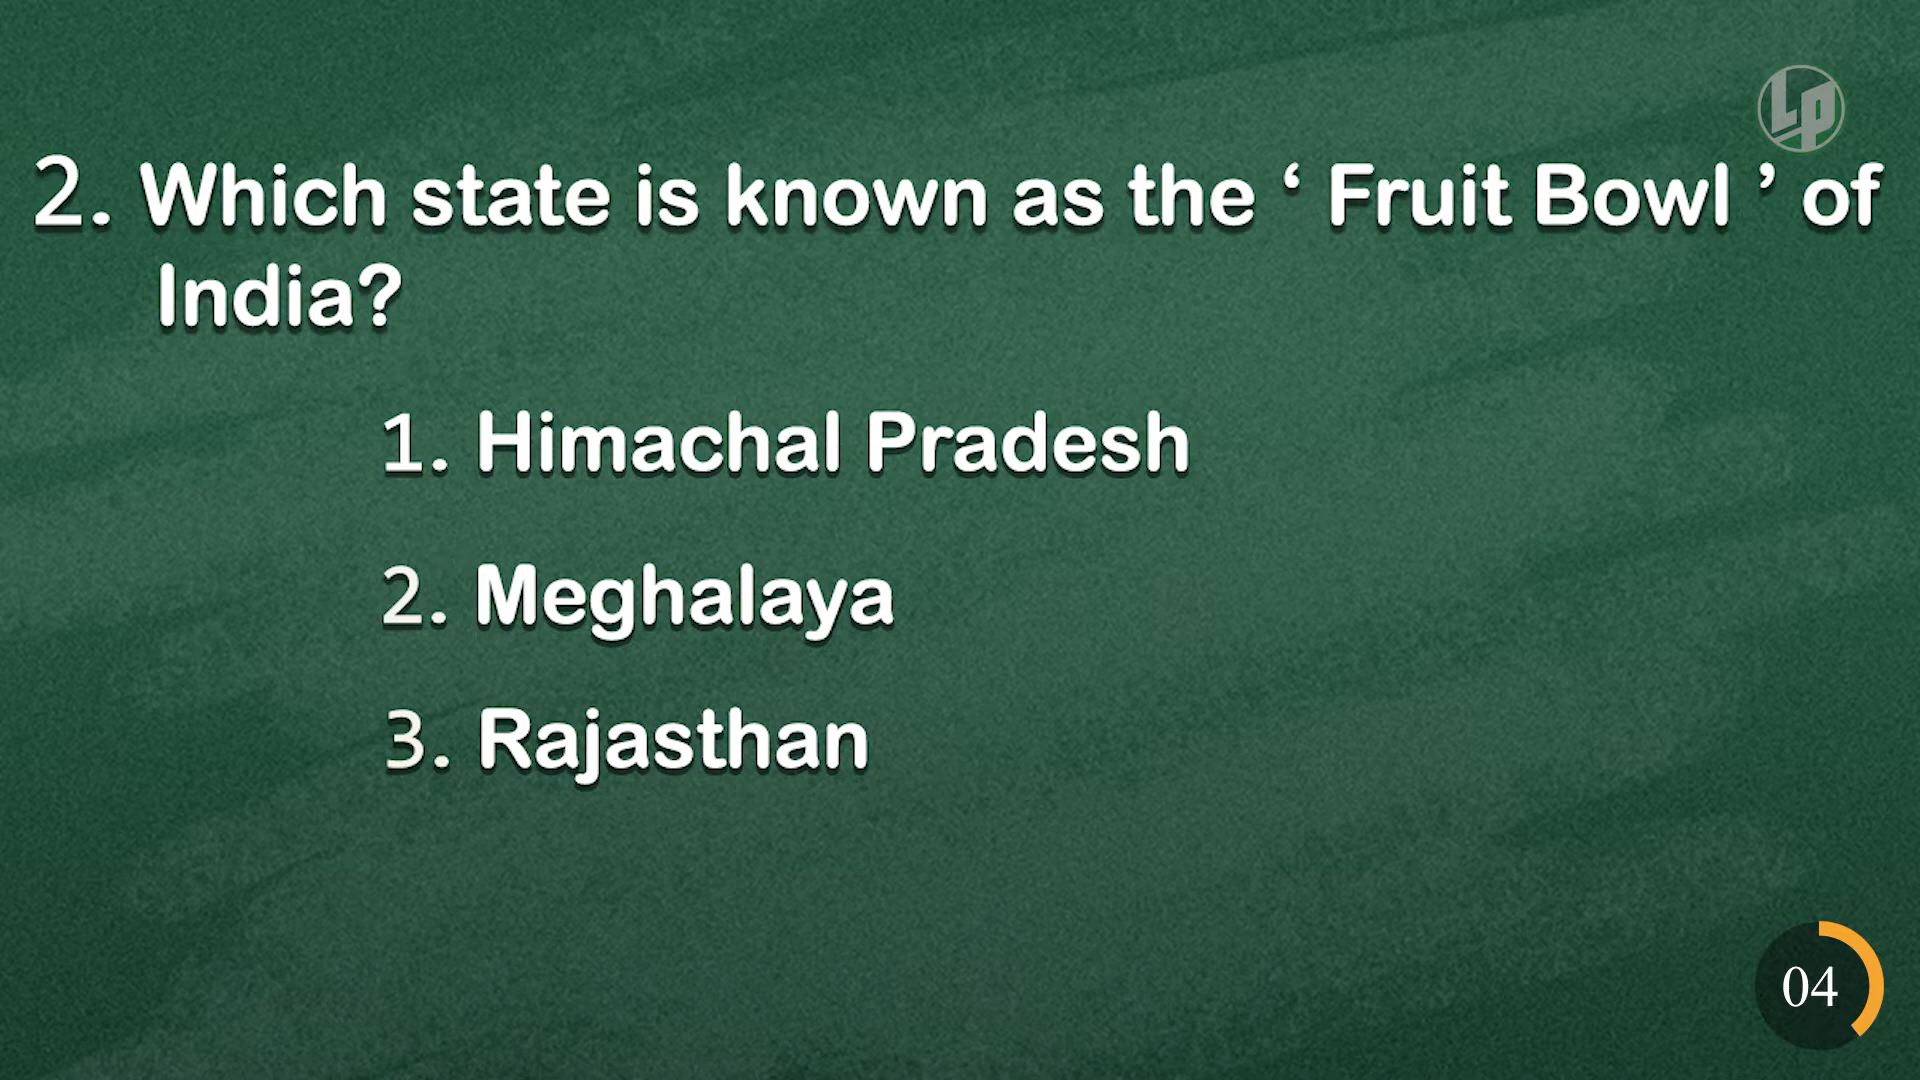 LP
2. Which state is known as the ‘ Fruit Bowl ’ of
India?
1. Himachal Pradesh
2. Meghalaya
3. Rajasthan
04